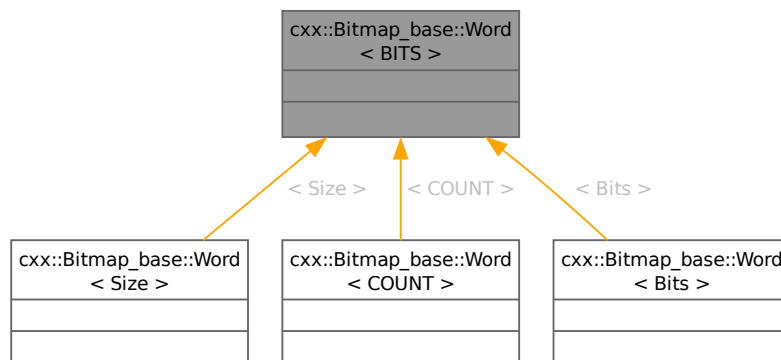 cxx::Bitmap_base::Word
< BITS >
< Size >
< COUNT >
< Bits >
cxx::Bitmap_base::Word
< Size >
cxx::Bitmap_base::Word
< COUNT >
cxx::Bitmap_base::Word
< Bits >